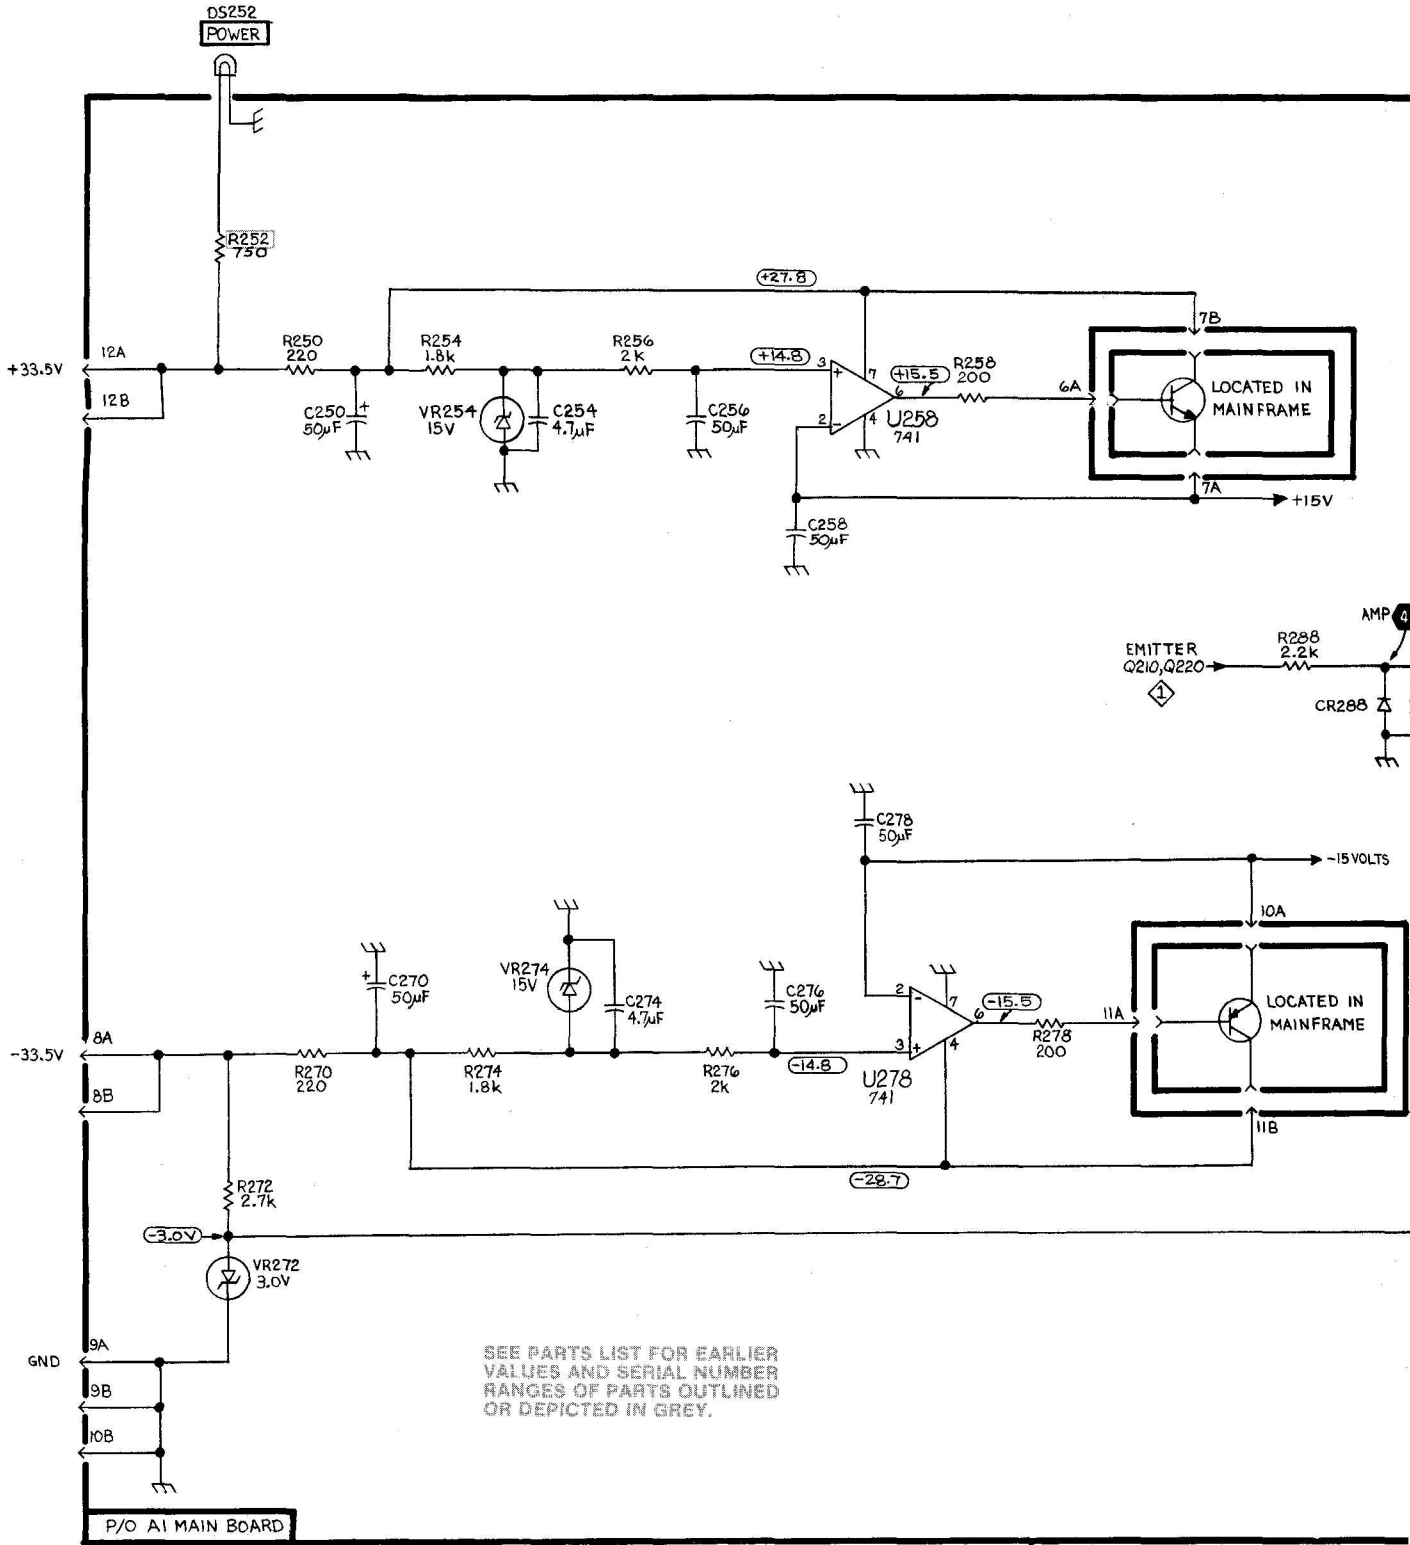 DS252
POWER
R252
750
+27.8
7B
R250
220
R254
1.8k
R256
2k
+14.8
3
+
7
+15.5
6
R258
200
6A
LOCATED IN
MAINFRAME
+33.5V
12A
12B
C250
50µF
+
VR254
15V
C254
4.7µF
C256
50µF
2
-
4
U258
741
7A
+15V
C258
50µF
AMP 4
EMITTER
Q210,Q220
1
R288
2.2k
CR288
C278
50µF
-15 VOLTS
10A
+
C270
50µF
VR274
15V
C274
4.7µF
C276
50µF
2
-
7
-15.5
6
11A
LOCATED IN
MAINFRAME
-33.5V
8A
8B
R270
220
R274
1.8k
R276
2k
-14.8
3
+
4
U278
741
R278
200
11B
-28.7
R272
2.7k
-3.0V
VR272
3.0V
GND
9A
9B
10B
SEE PARTS LIST FOR EARLIER
VALUES AND SERIAL NUMBER
RANGES OF PARTS OUTLINED
OR DEPICTED IN GREY.
P/O A1 MAIN BOARD